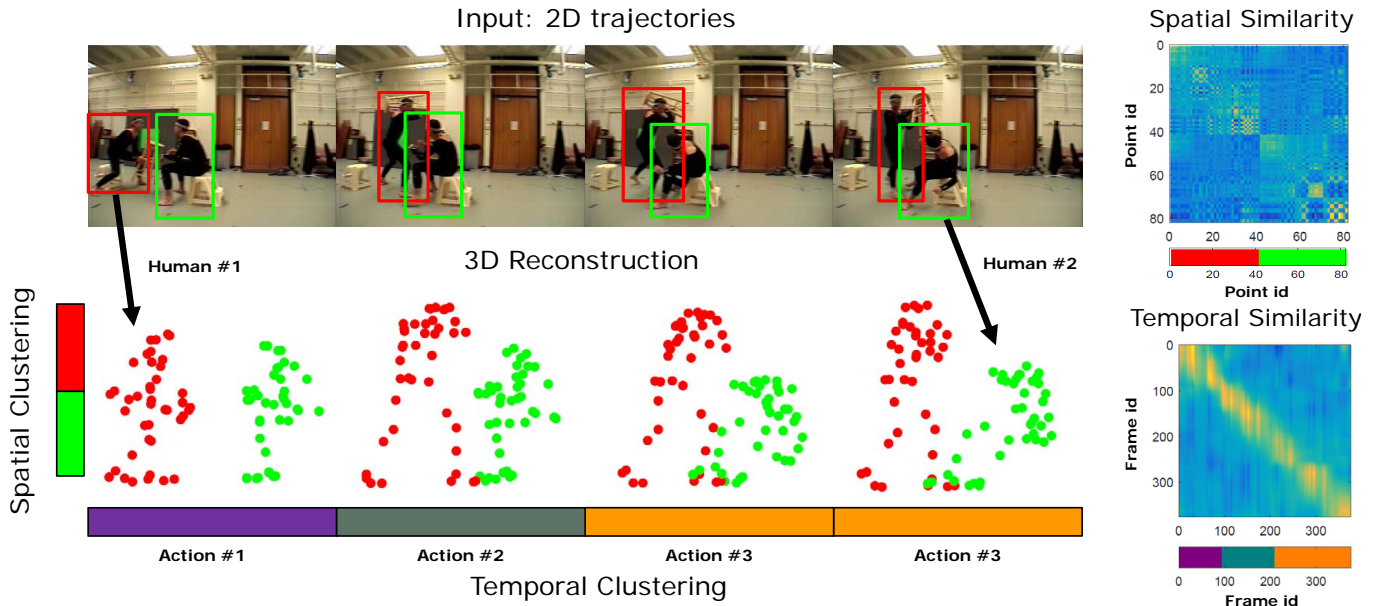 Input: 2D trajectories
Human #1
3D Reconstruction
Human #2
Spatial Clustering
Action #1
Action #2
Action #3
Action #3
Temporal Clustering
Spatial Similarity
0
20
40
60
80
Point id
0 20 40 60 80
0 20 40 60 80
Point id
Temporal Similarity
0
100
200
300
Frame id
0 100 200 300
0 100 200 300
Frame id